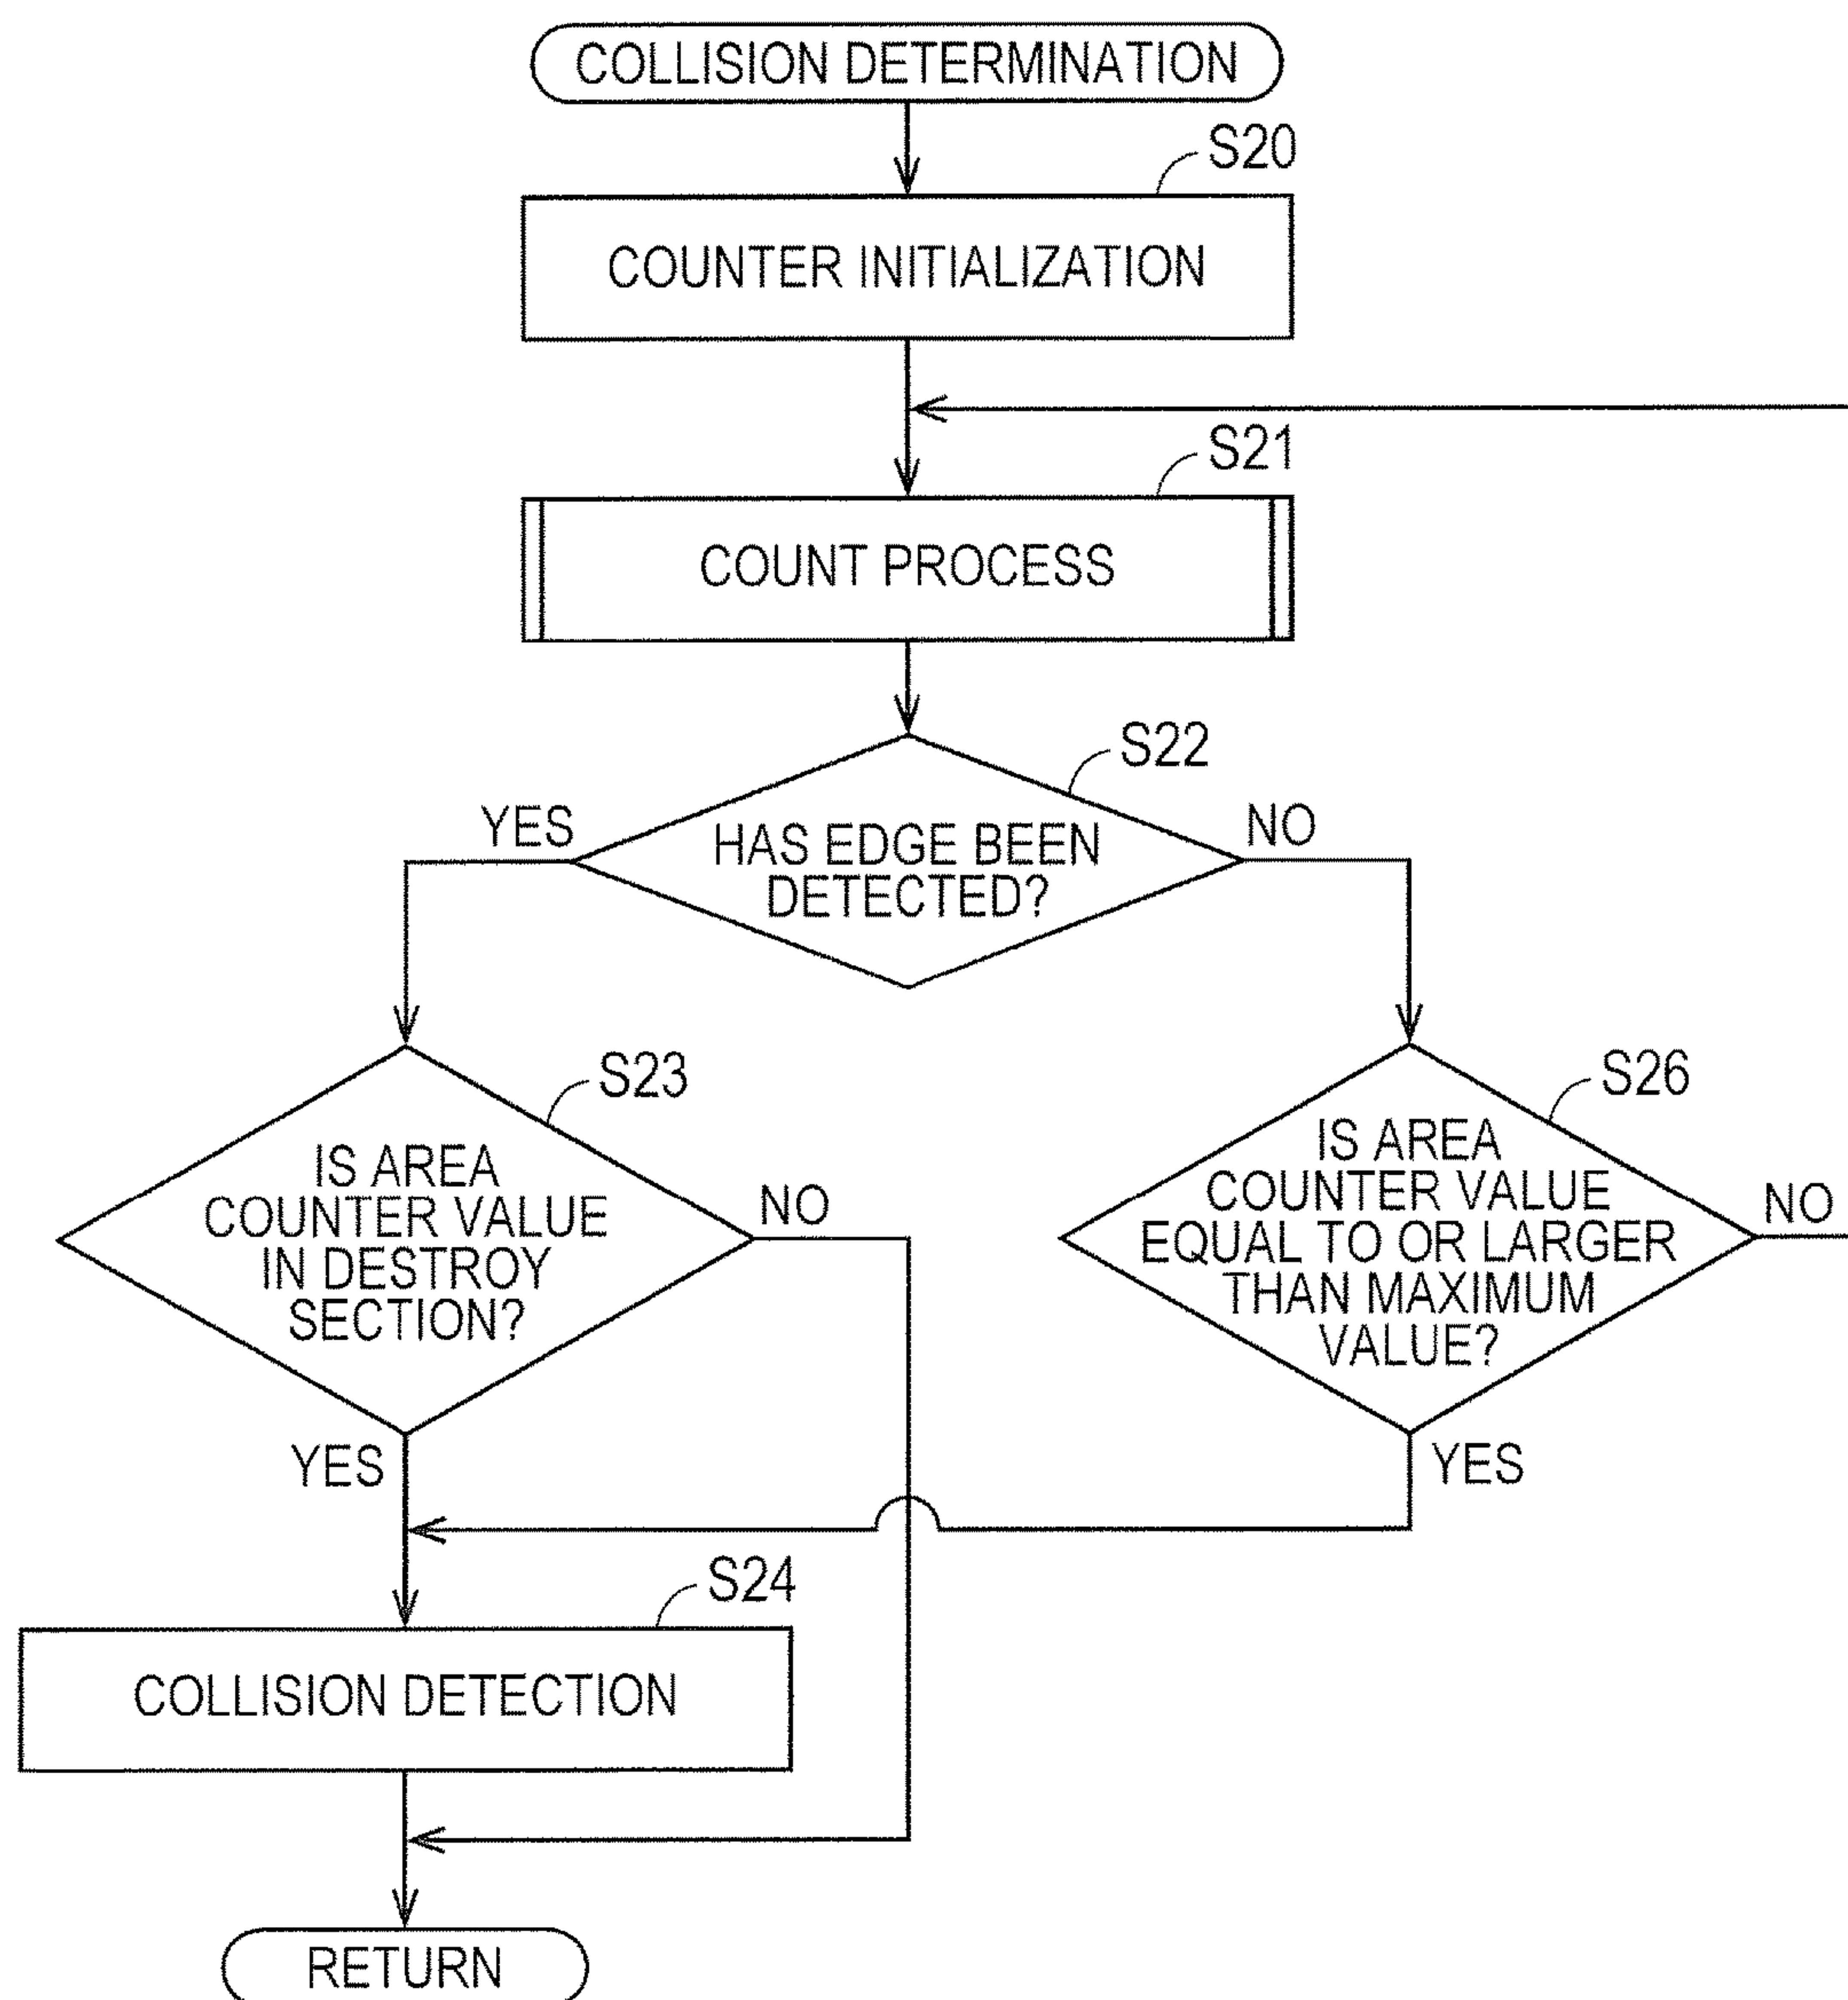 COLLISION DETERMINATION
S20
COUNTER INITIALIZATION
S21
COUNT PROCESS
S22
YES
NO
HAS EDGE BEEN
DETECTED?
S23
S26
IS AREA
COUNTER VALUE
IN DESTROY
SECTION?
NO
IS AREA
COUNTER VALUE
EQUAL TO OR LARGER
THAN MAXIMUM
VALUE?
NO
YES
YES
S24
COLLISION DETECTION
RETURN